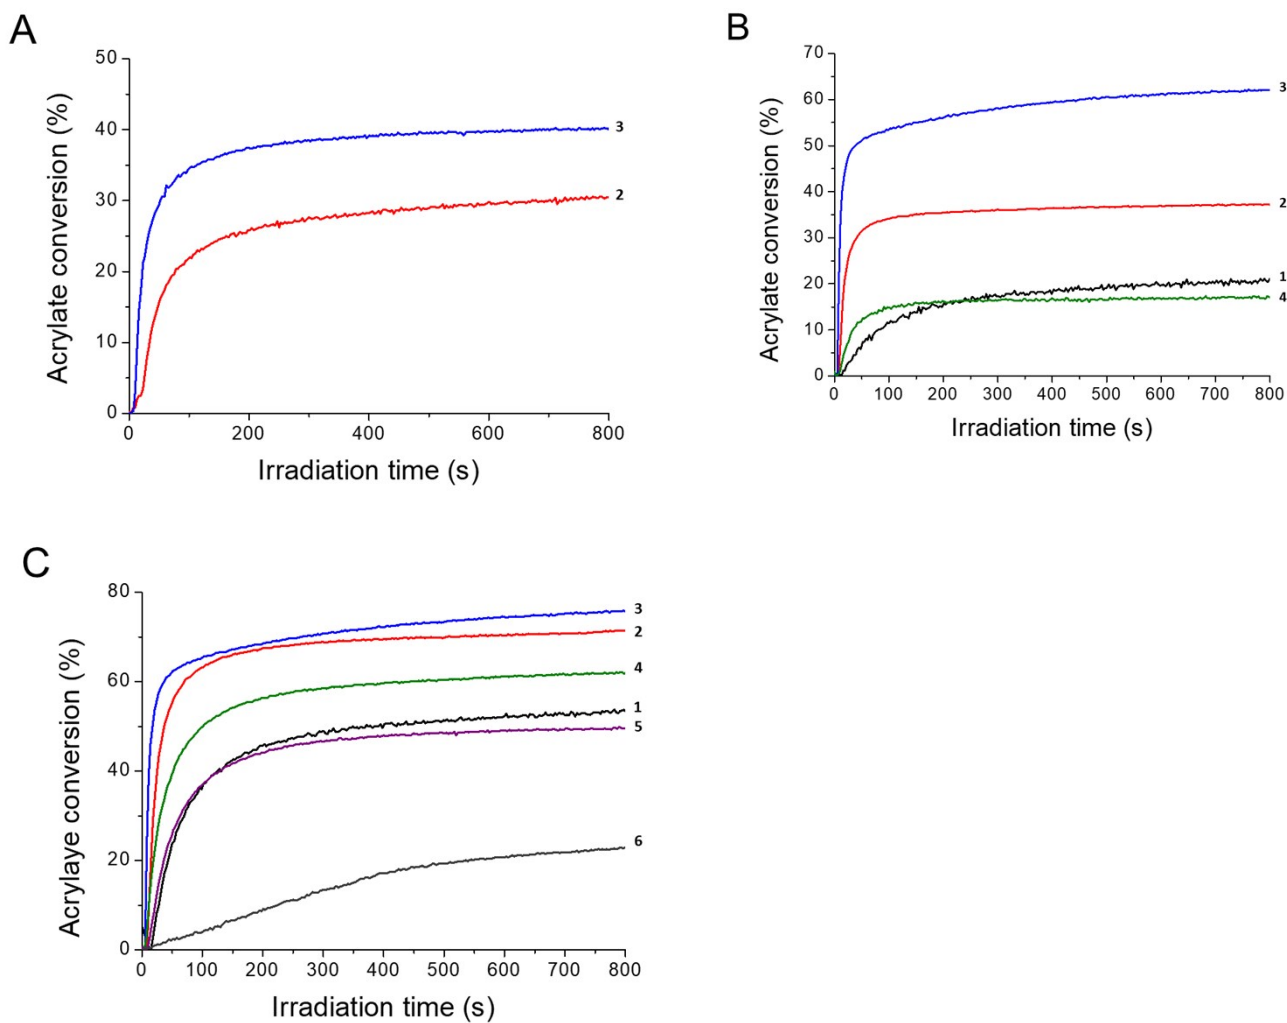 A
Acrylate conversion (%)
50
40
30
20
10
0
3
2
0 200 400 600 800
Irradiation time (s)
B
Acrylate conversion (%)
70
60
50
40
30
20
10
0
3
2
1
4
0 100 200 300 400 500 600 700 800
Irradiation time (s)
C
Acrylaye conversion (%)
80
60
40
20
0
3
2
4
1
5
6
0 100 200 300 400 500 600 700 800
Irradiation time (s)